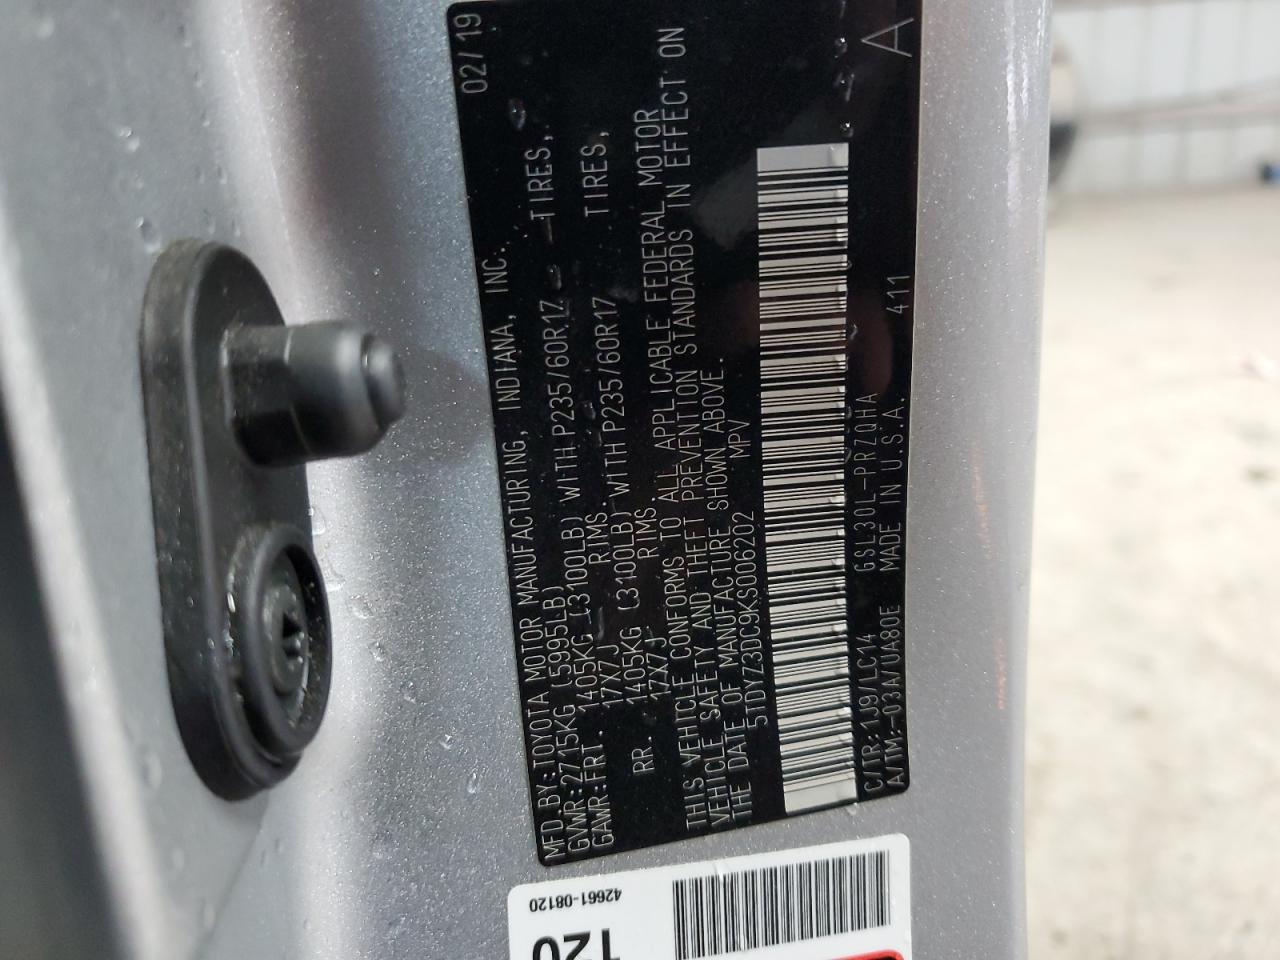 MFD.BY:TOYOTA MOTOR MANUFACTURING, INDIANA, INC. 02/19
GVWR:2715KG (5995LB)
GAWR:FRT. 1405KG (3100LB) WITH P235/60R17 TIRES,
17X7J RIMS.
RR. 1405KG (3100LB) WITH P235/60R17 TIRES,
17X7J RIMS.
THIS VEHICLE CONFORMS TO ALL APPLICABLE FEDERAL MOTOR
VEHICLE SAFETY AND THEFT PREVENTION STANDARDS IN EFFECT ON
THE DATE OF MANUFACTURE SHOWN ABOVE.
5TDYZ3DC9KS006202 MPV
C/TR:1J9/LC14 GSL30L-PRZQHA
A/TM:-03A/UA80E MADE IN U.S.A. 411 A
42661-08120
120